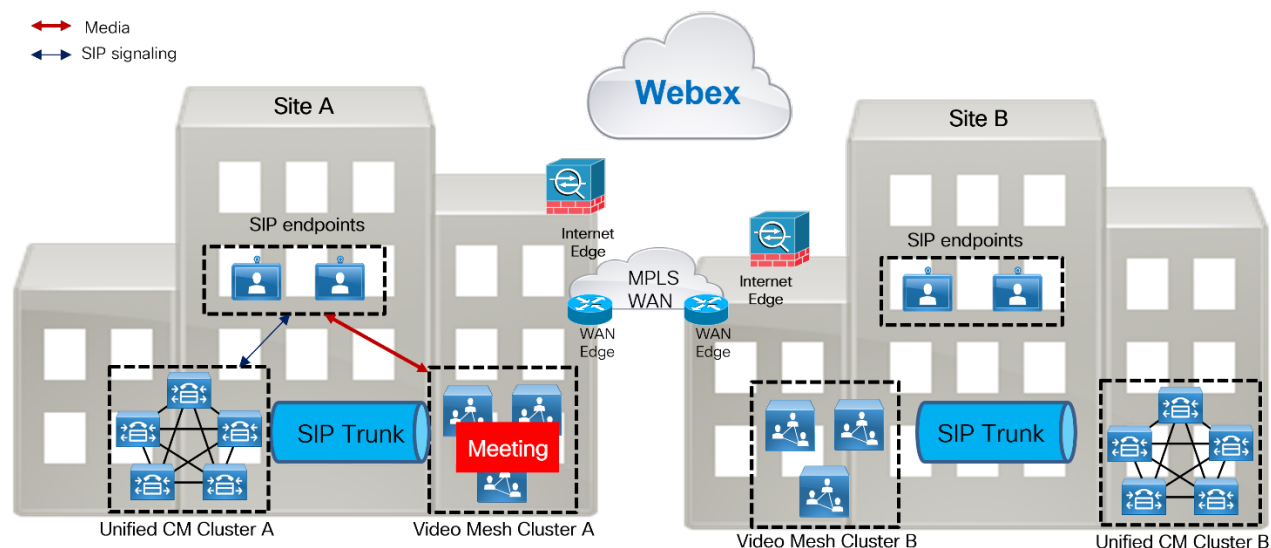 Media
SIP signaling
Webex
Site A
Site B
SIP endpoints
Internet
Edge
SIP endpoints
MPLS
WAN
Internet
Edge
WAN
Edge
WAN
Edge
SIP Trunk
Meeting
SIP Trunk
Unified CM Cluster A
Video Mesh Cluster A
Video Mesh Cluster B
Unified CM Cluster B